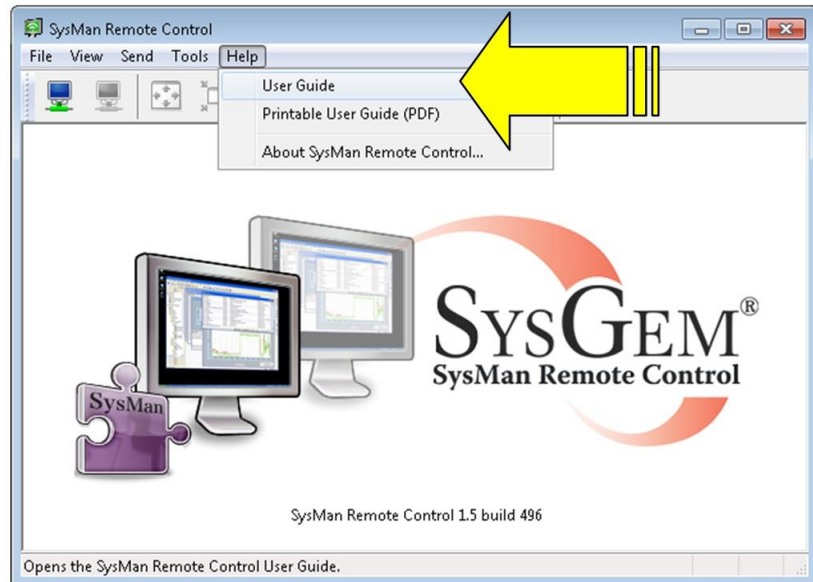 SysMan Remote Control
File View Send Tools Help
User Guide
Printable User Guide (PDF)
About SysMan Remote Control...
SYSGEM®
SysMan Remote Control
SysMan
SysMan Remote Control 1.5 build 496
Opens the SysMan Remote Control User Guide.